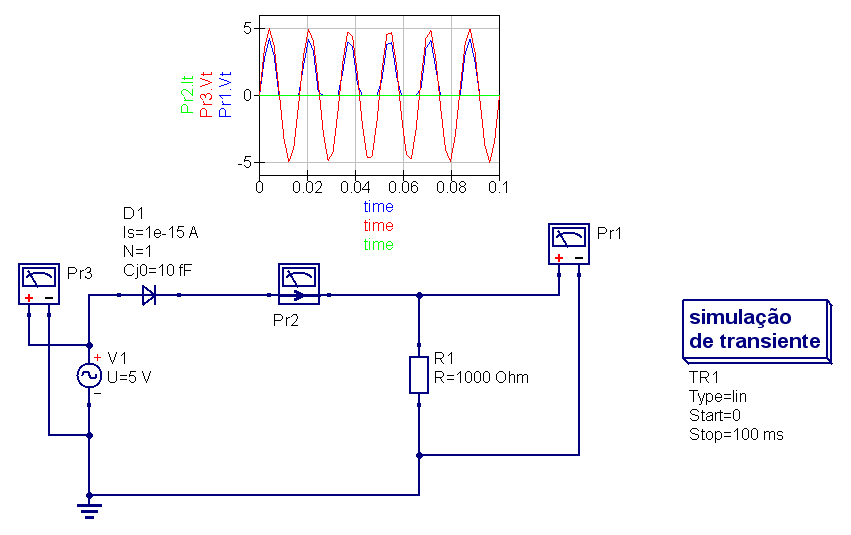 Pr2.It
Pr3.Vt
Pr1.Vt
5
0
-5
0
0.02
0.04
0.06
0.08
0.1
time
time
time
D1
Is=1e-15 A
N=1
Cj0=10 fF
Pr3
+ −
Pr2
Pr1
+ −
+
V1
U=5 V
−
R1
R=1000 Ohm
simulação
de transiente
TR1
Type=lin
Start=0
Stop=100 ms